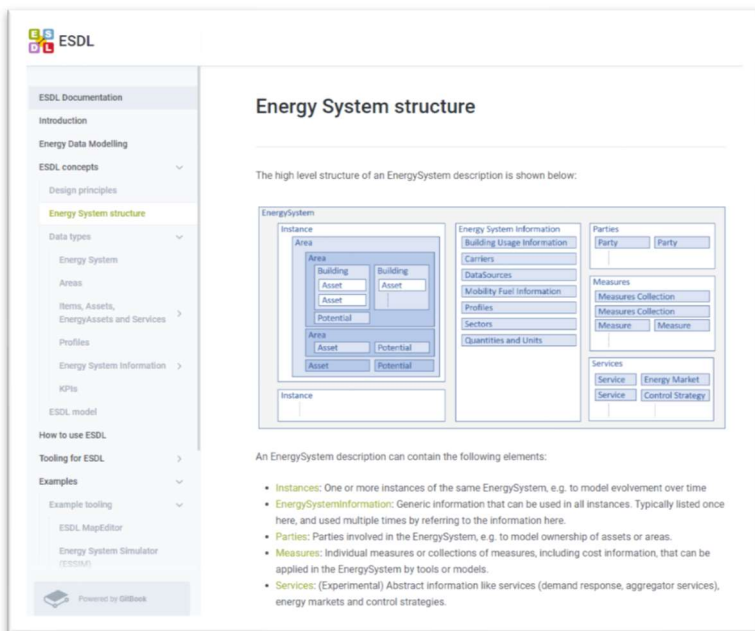 E S
D L
ESDL
ESDL Documentation
Introduction
Energy Data Modelling
ESDL concepts
Design principles
Energy System structure
Data types
Energy System
Areas
Items, Assets,
EnergyAssets and Services
Profiles
Energy System Information
KPIs
ESDL model
How to use ESDL
Tooling for ESDL
Examples
Example tooling
ESDL MapEditor
Energy System Simulator
(ESSIM)
Powered by GitBook
Energy System structure
The high level structure of an EnergySystem description is shown below:
EnergySystem
Instance
Area
Area
Building
Asset
Asset
Potential
Building
Asset
Area
Asset
Potential
Asset
Potential
Instance
Energy System Information
Building Usage Information
Carriers
DataSources
Mobility Fuel Information
Profiles
Sectors
Quantities and Units
Parties
Party
Party
Measures
Measures Collection
Measures Collection
Measure
Measure
Services
Service
Energy Market
Service
Control Strategy
An EnergySystem description can contain the following elements:
• Instances: One or more instances of the same EnergySystem, e.g. to model evolvement over time
• EnergySystemInformation: Generic information that can be used in all instances. Typically listed once
here, and used multiple times by referring to the information here.
• Parties: Parties involved in the EnergySystem, e.g. to model ownership of assets or areas.
• Measures: Individual measures or collections of measures, including cost information, that can be
applied in the EnergySystem by tools or models.
• Services: (Experimental) Abstract information like services (demand response, aggregator services),
energy markets and control strategies.